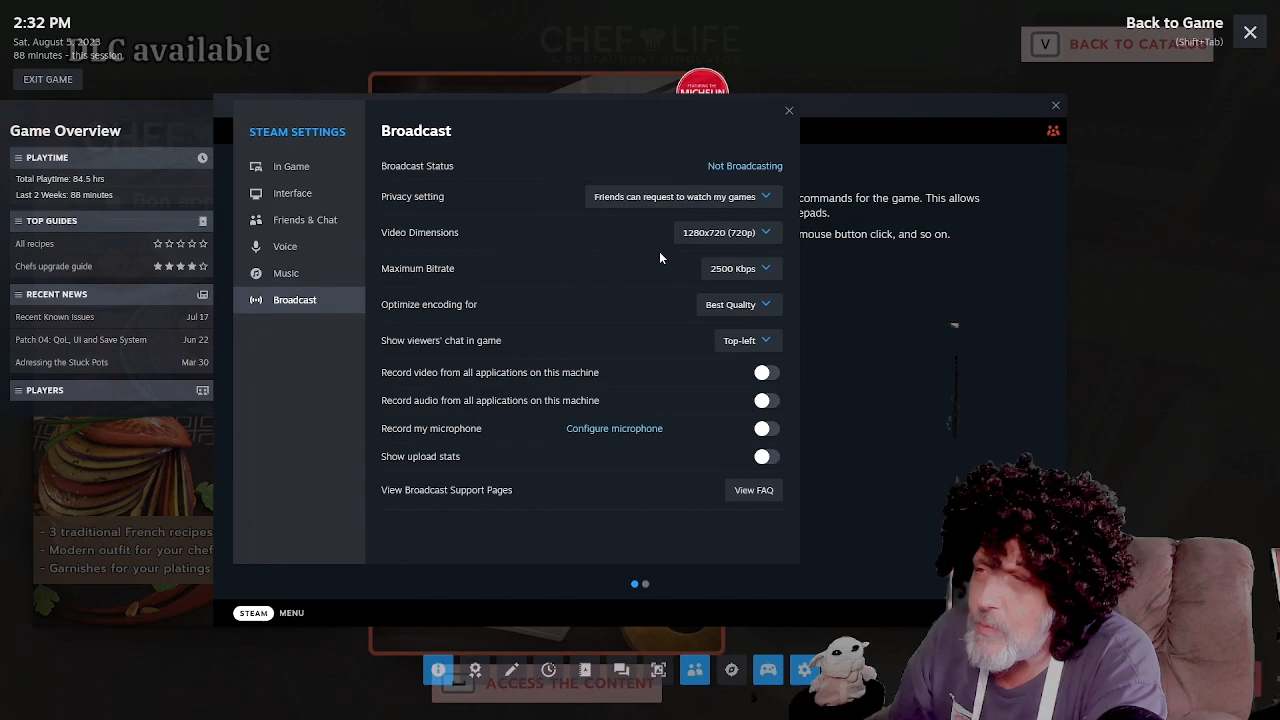 2:32 PM
Sat, August 5, 2023
88 minutes - this session
EXIT GAME
DLC available
CHEF LIFE
A RESTAURANT SIMULATOR
FEATURING THE
MICHELIN
V
BACK TO CATALOG
Back to Game
(Shift+Tab)
Game Overview
PLAYTIME
Total Playtime: 84.5 hrs
Last 2 Weeks: 88 minutes
TOP GUIDES
All recipes
Chefs upgrade guide
RECENT NEWS
Recent Known Issues Jul 17
Patch 04: QoL, UI and Save System Jun 22
Adressing the Stuck Pots Mar 30
PLAYERS
- 3 traditional French recipes
- Modern outfit for your chef
- Garnishes for your platings
STEAM SETTINGS
In Game
Interface
Friends & Chat
Voice
Music
Broadcast
Broadcast
Broadcast Status Not Broadcasting
Privacy setting Friends can request to watch my games
Video Dimensions 1280x720 (720p)
Maximum Bitrate 2500 Kbps
Optimize encoding for Best Quality
Show viewers' chat in game Top-left
Record video from all applications on this machine
Record audio from all applications on this machine
Record my microphone Configure microphone
Show upload stats
View Broadcast Support Pages View FAQ
commands for the game. This allows
epads.
mouse button click, and so on.
STEAM MENU
ACCESS THE CONTENT